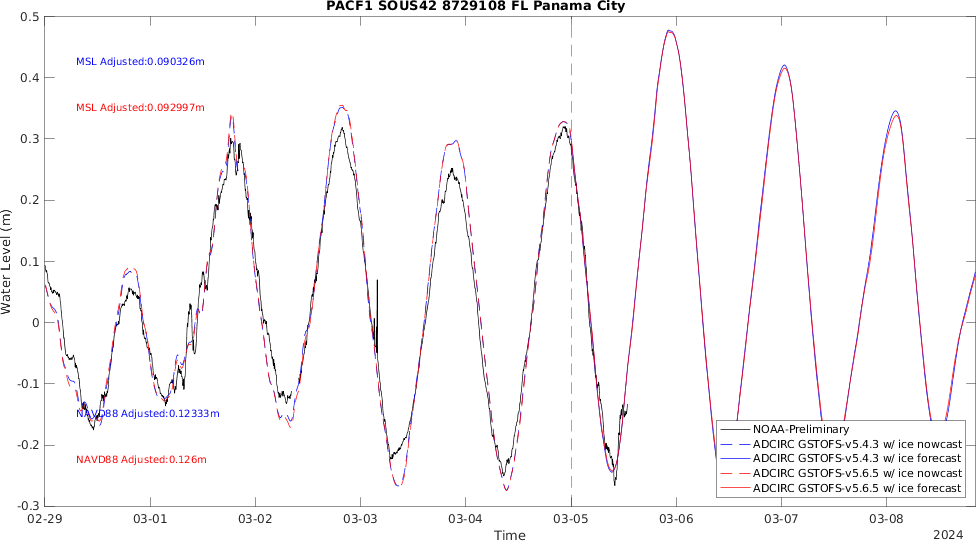 PACF1 SOUS42 8729108 FL Panama City
0.5
0.4
0.3
0.2
0.1
0
-0.1
-0.2
-0.3
Water Level (m)
MSL Adjusted:0.090326m
MSL Adjusted:0.092997m
NAVD88 Adjusted:0.12333m
NAVD88 Adjusted:0.126m
NOAA-Preliminary
ADCIRC GSTOFS-v5.4.3 w/ ice nowcast
ADCIRC GSTOFS-v5.4.3 w/ ice forecast
ADCIRC GSTOFS-v5.6.5 w/ ice nowcast
ADCIRC GSTOFS-v5.6.5 w/ ice forecast
02-29 03-01 03-02 03-03 03-04 03-05 03-06 03-07 03-08
Time
2024